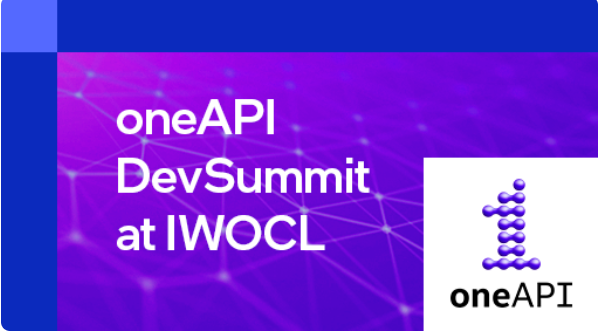 oneAPI
DevSummit
at IWOCL
oneAPI